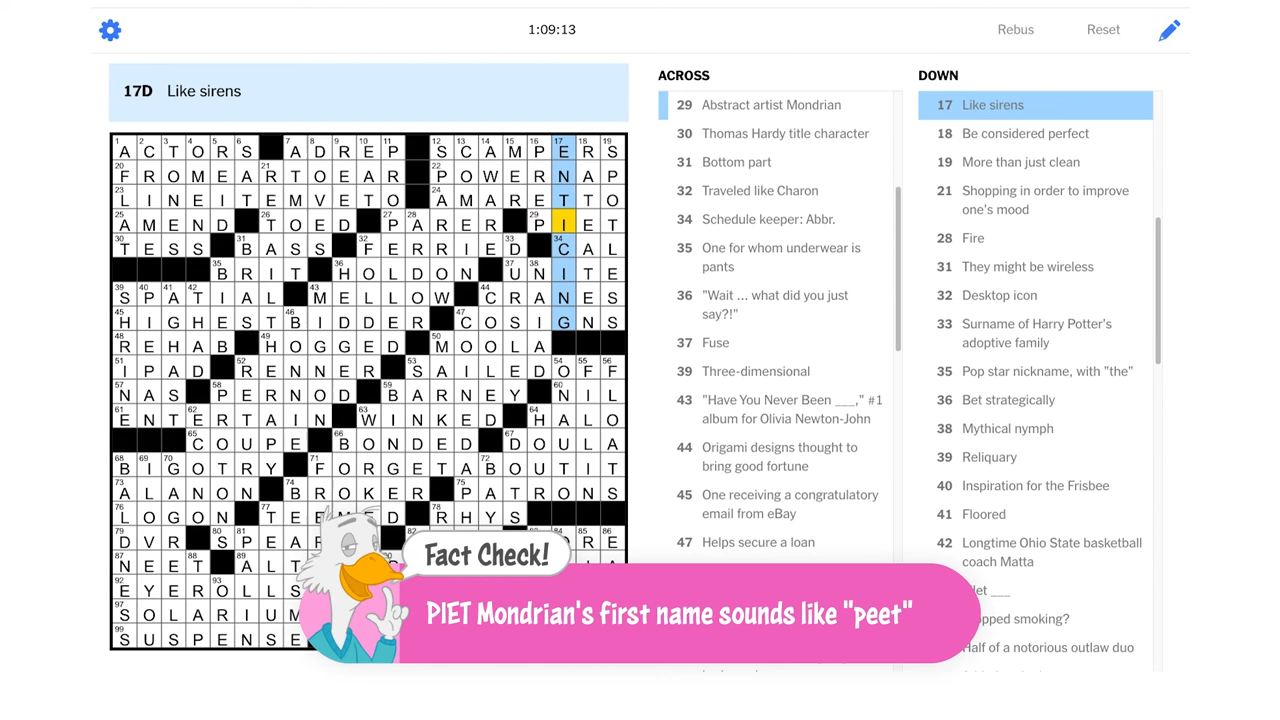 1:09:13
Rebus
Reset
17D Like sirens
ACROSS
29 Abstract artist Mondrian
30 Thomas Hardy title character
31 Bottom part
32 Traveled like Charon
34 Schedule keeper: Abbr.
35 One for whom underwear is
pants
36 "Wait ... what did you just
say?!"
37 Fuse
39 Three-dimensional
43 "Have You Never Been ___," #1
album for Olivia Newton-John
44 Origami designs thought to
bring good fortune
45 One receiving a congratulatory
email from eBay
47 Helps secure a loan
DOWN
17 Like sirens
18 Be considered perfect
19 More than just clean
21 Shopping in order to improve
one's mood
28 Fire
31 They might be wireless
32 Desktop icon
33 Surname of Harry Potter's
adoptive family
35 Pop star nickname, with "the"
36 Bet strategically
38 Mythical nymph
39 Reliquary
40 Inspiration for the Frisbee
41 Floored
42 Longtime Ohio State basketball
coach Matta
let ___
pped smoking?
Half of a notorious outlaw duo
ACTORS ADREP SCAMPERS
FROMEARTOEAR POWERNAP
LINEITEMVETO AMARETTO
AMEND TOED PARER PIET
TESS BASS FERRIED CAL
BRIT HOLDON UNITE
SPATIAL MELLOW CRANES
HIGHESTBIDDER COSIGNS
REHAB HOGGED MOOLA
IPAD RENNER SAILEDOFF
NAS PERNOD BARNEY NIL
ENTERTAIN WINKED HALO
COUPE BONDED DOULA
BIGOTRY FORGETABOUTIT
ALANON BROKER PATRONS
LOGON TEEMED RHYS
DVR SPEAR ORE
NEET ALT
EYEROLLS
SOLARIUM
SUSPENSE
Fact Check!
PIET Mondrian's first name sounds like "peet"